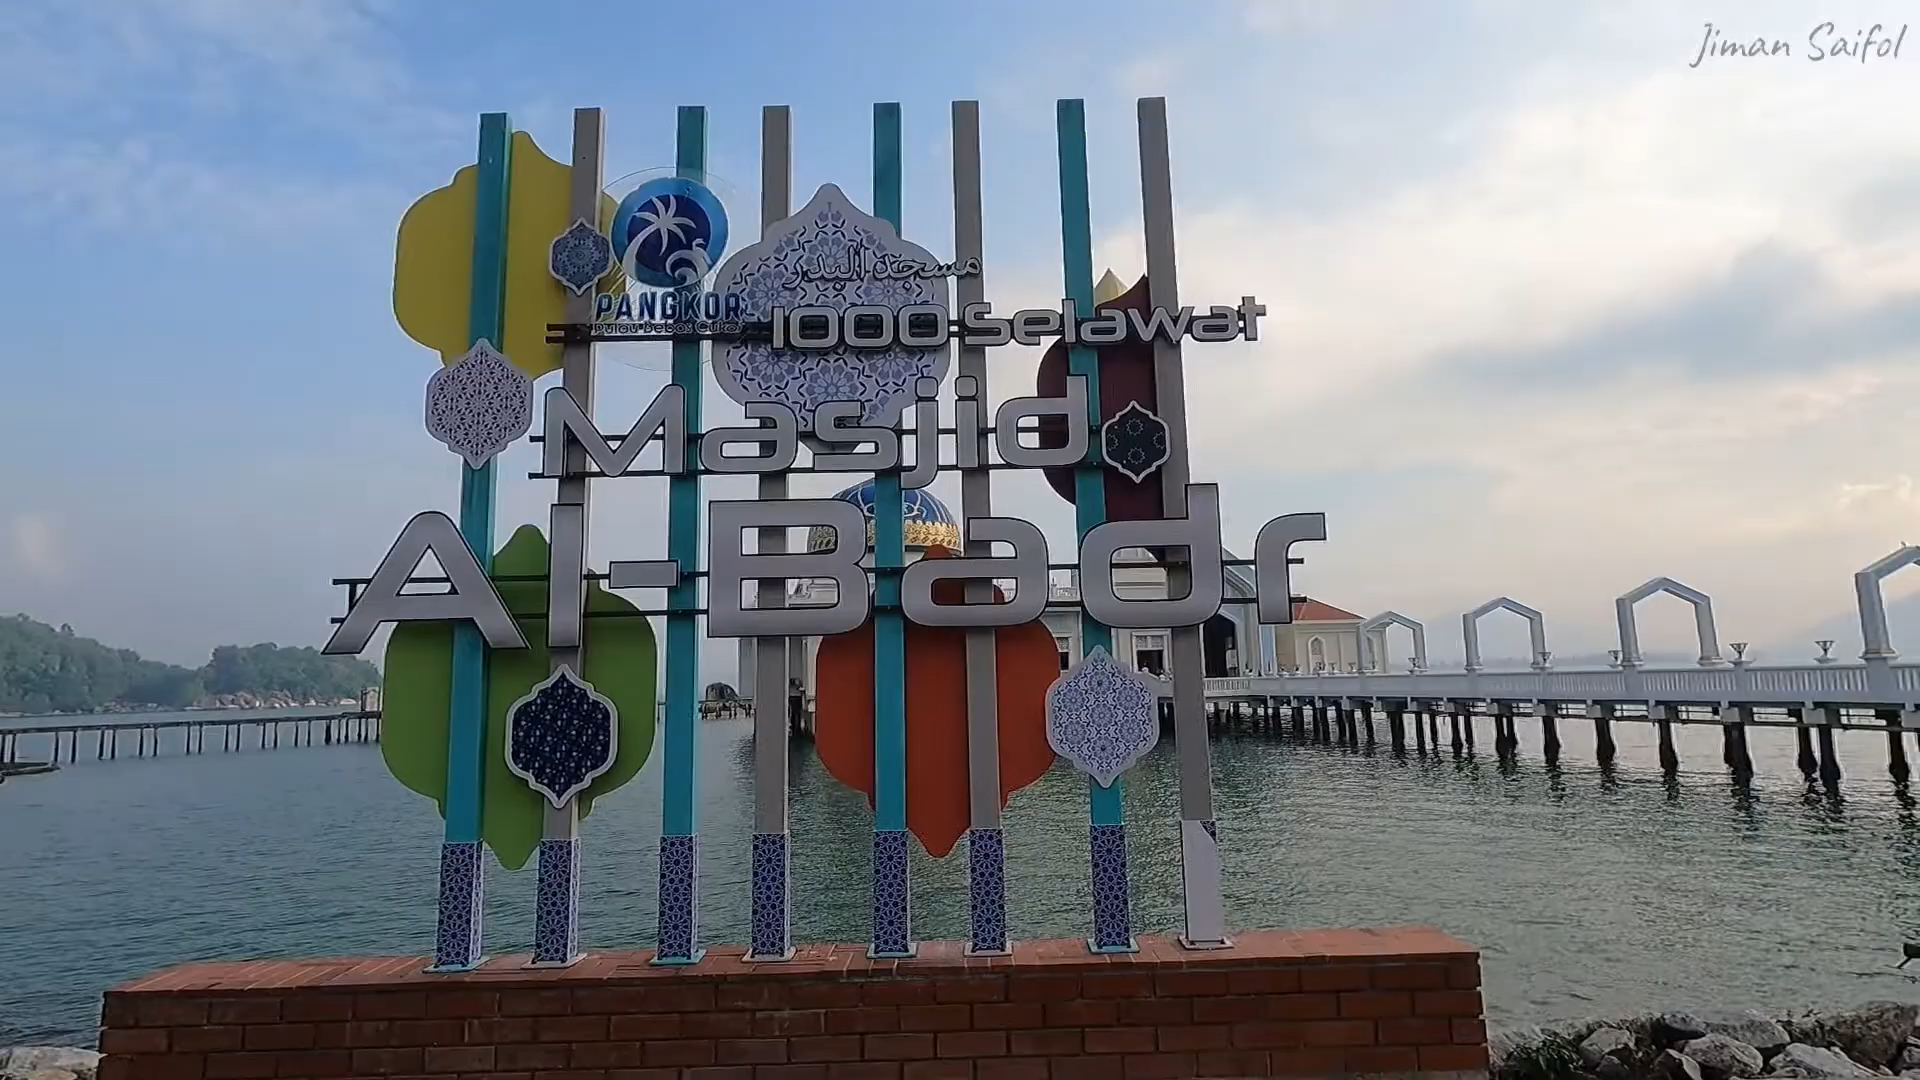 Jiman Saifol
PANGKOR
Pulau Bebas Cukai
مسجد البدر
1000 Selawat
Masjid
Al-Badr